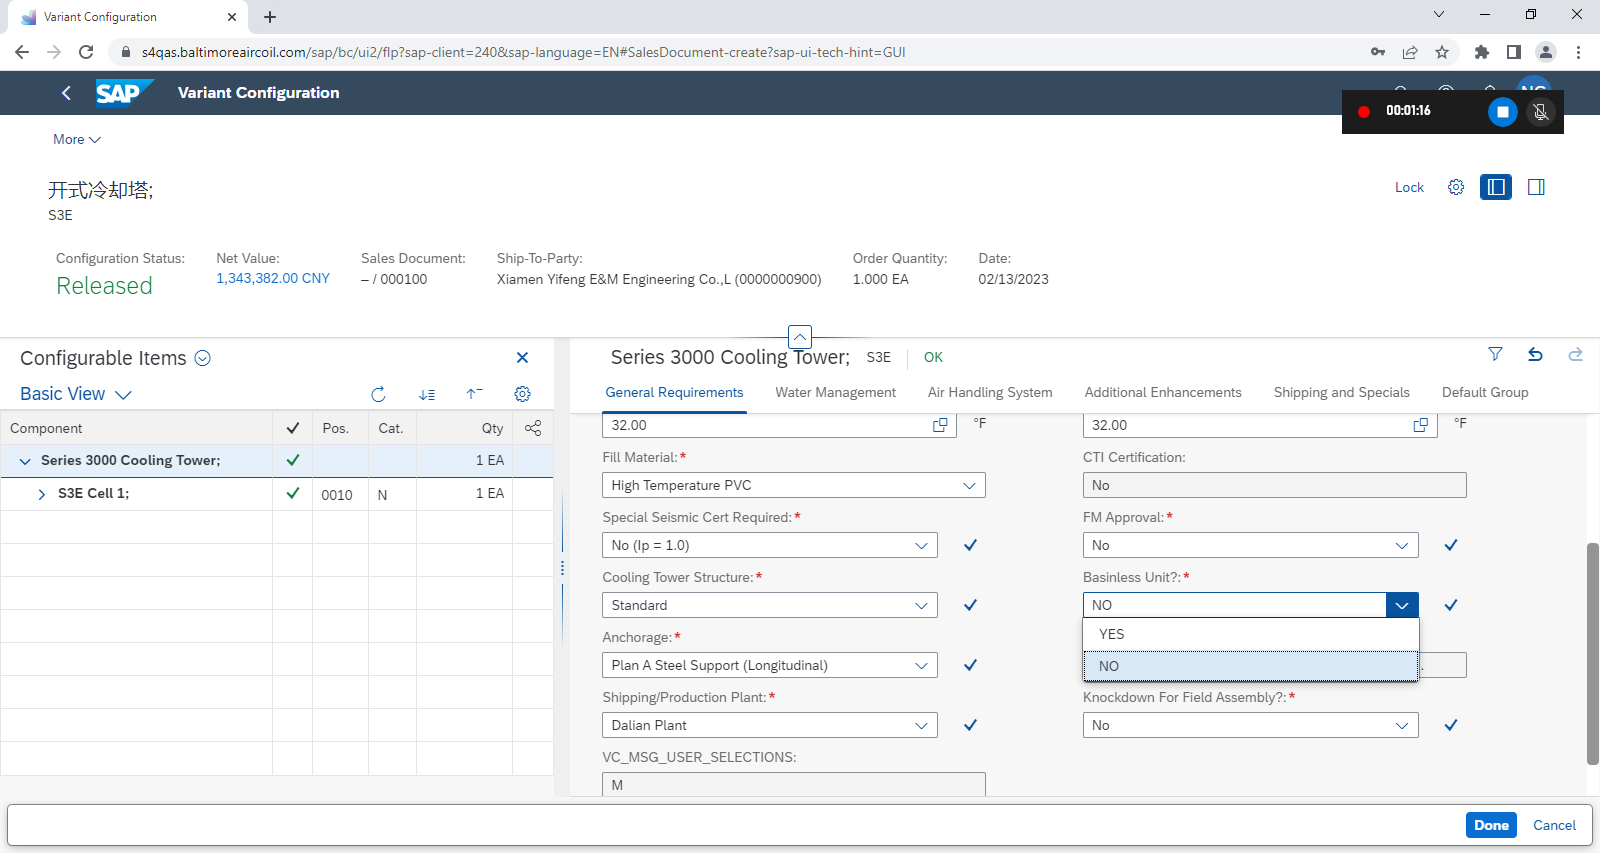 Variant Configuration
s4qas.baltimoreaircoil.com/sap/bc/ui2/flp?sap-client=240&sap-language=EN#SalesDocument-create?sap-ui-tech-hint=GUI
SAP Variant Configuration
00:01:16
More
开式冷却塔;
S3E
Lock
Configuration Status: Net Value: Sales Document: Ship-To-Party: Order Quantity: Date:
Released 1,343,382.00 CNY – / 000100 Xiamen Yifeng E&M Engineering Co.,L (0000000900) 1.000 EA 02/13/2023
Configurable Items
Basic View
Component Pos. Cat. Qty
Series 3000 Cooling Tower; 1 EA
S3E Cell 1; 0010 N 1 EA
Series 3000 Cooling Tower; S3E OK
General Requirements Water Management Air Handling System Additional Enhancements Shipping and Specials Default Group
32.00 °F 32.00 °F
Fill Material:* CTI Certification:
High Temperature PVC No
Special Seismic Cert Required:* FM Approval:*
No (Ip = 1.0) No
Cooling Tower Structure:* Basinless Unit?:*
Standard NO
YES
Anchorage:*
Plan A Steel Support (Longitudinal) NO
Shipping/Production Plant:* Knockdown For Field Assembly?:*
Dalian Plant No
VC_MSG_USER_SELECTIONS:
M
Done Cancel